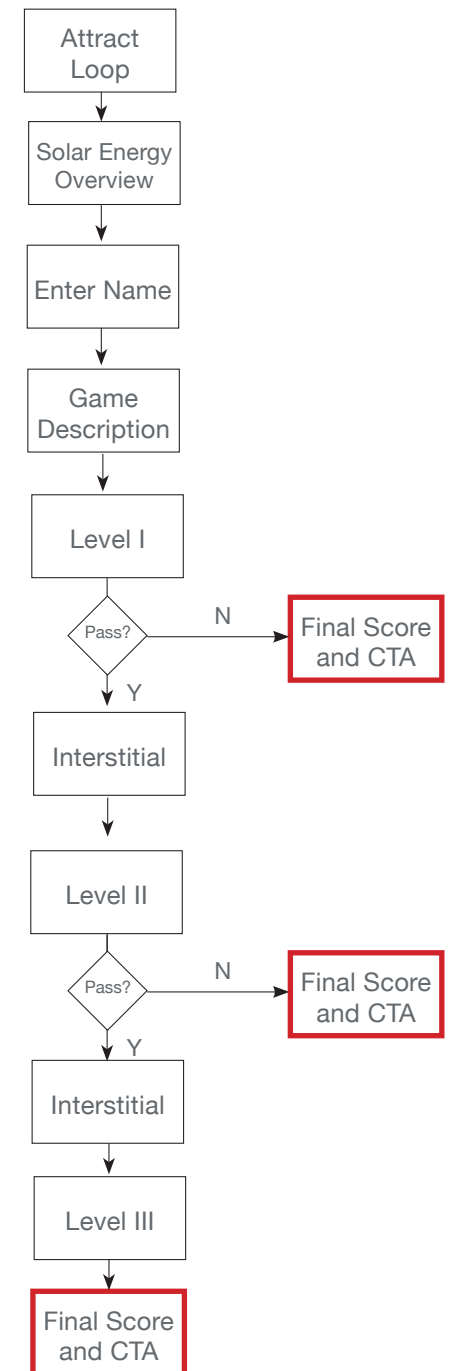 Attract
Loop
Solar Energy
Overview
Enter Name
Game
Description
Level I
Pass?
N
Final Score
and CTA
Y
Interstitial
Level II
Pass?
N
Final Score
and CTA
Y
Interstitial
Level III
Final Score
and CTA